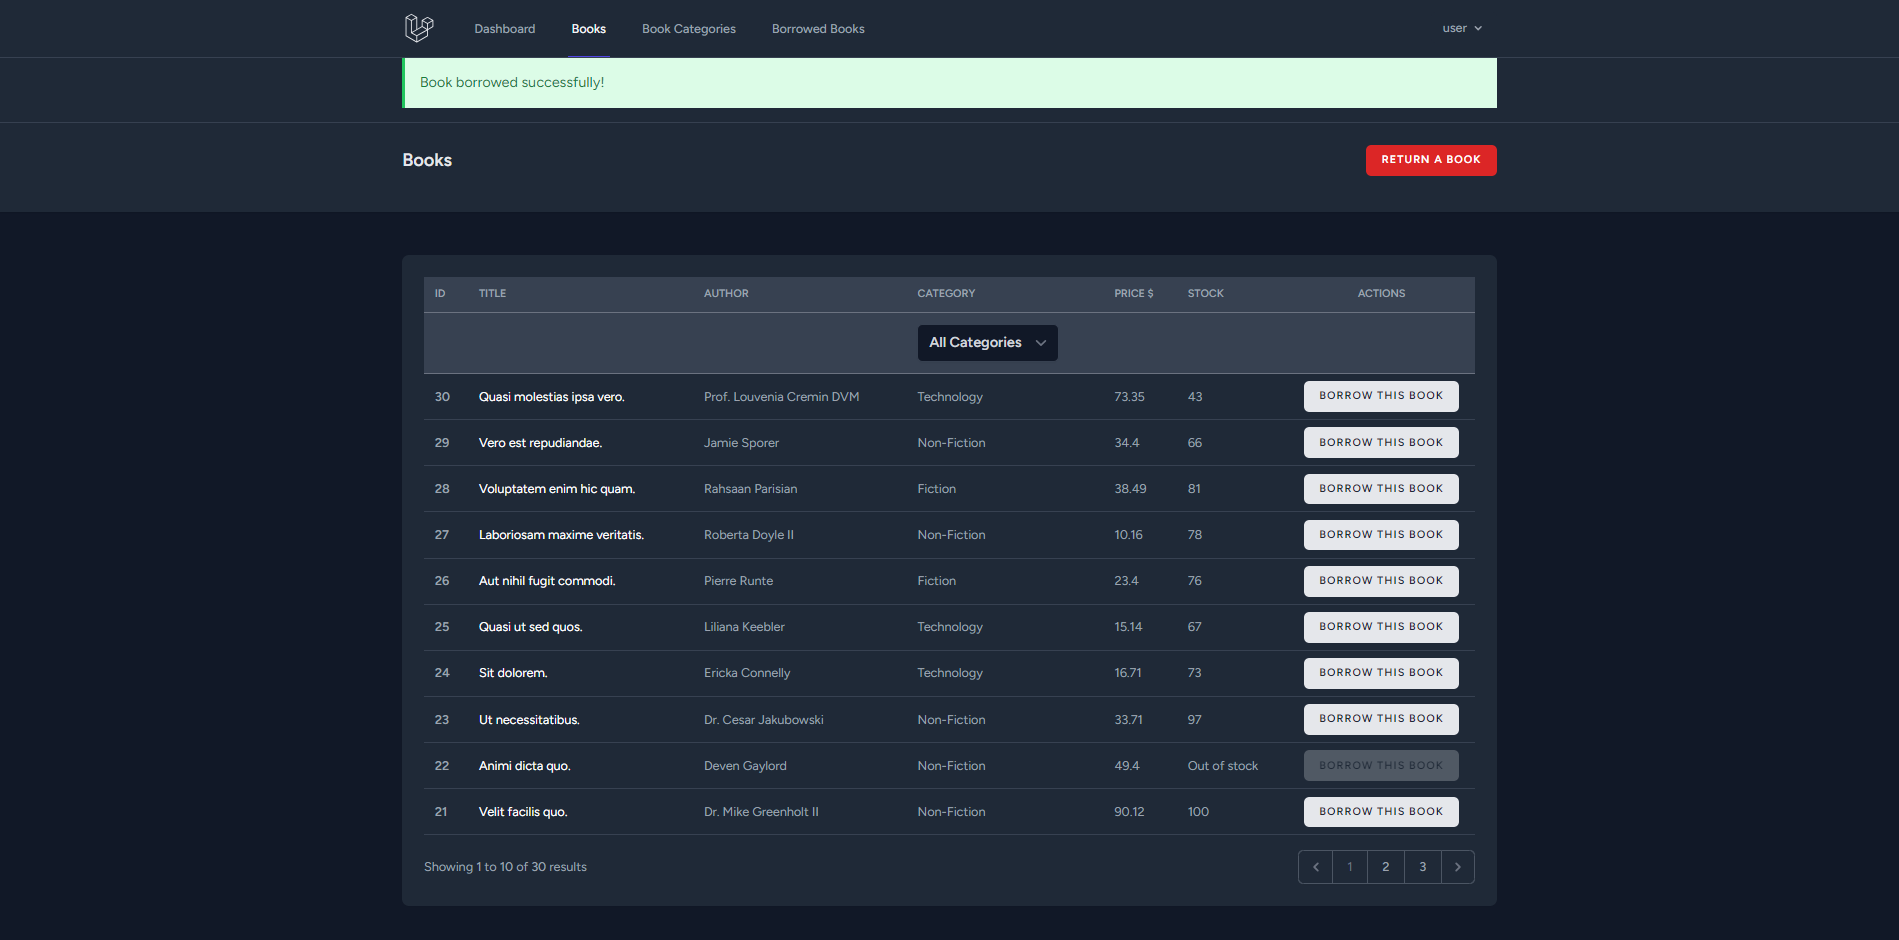 Dashboard Books Book Categories Borrowed Books user
Book borrowed successfully!
Books RETURN A BOOK
ID TITLE AUTHOR CATEGORY PRICE $ STOCK ACTIONS
All Categories
30 Quasi molestias ipsa vero. Prof. Louvenia Cremin DVM Technology 73.35 43 BORROW THIS BOOK
29 Vero est repudiandae. Jamie Sporer Non-Fiction 34.4 66 BORROW THIS BOOK
28 Voluptatem enim hic quam. Rahsaan Parisian Fiction 38.49 81 BORROW THIS BOOK
27 Laboriosam maxime veritatis. Roberta Doyle II Non-Fiction 10.16 78 BORROW THIS BOOK
26 Aut nihil fugit commodi. Pierre Runte Fiction 23.4 76 BORROW THIS BOOK
25 Quasi ut sed quos. Liliana Keebler Technology 15.14 67 BORROW THIS BOOK
24 Sit dolorem. Ericka Connelly Technology 16.71 73 BORROW THIS BOOK
23 Ut necessitatibus. Dr. Cesar Jakubowski Non-Fiction 33.71 97 BORROW THIS BOOK
22 Animi dicta quo. Deven Gaylord Non-Fiction 49.4 Out of stock BORROW THIS BOOK
21 Velit facilis quo. Dr. Mike Greenholt II Non-Fiction 90.12 100 BORROW THIS BOOK
Showing 1 to 10 of 30 results 1 2 3